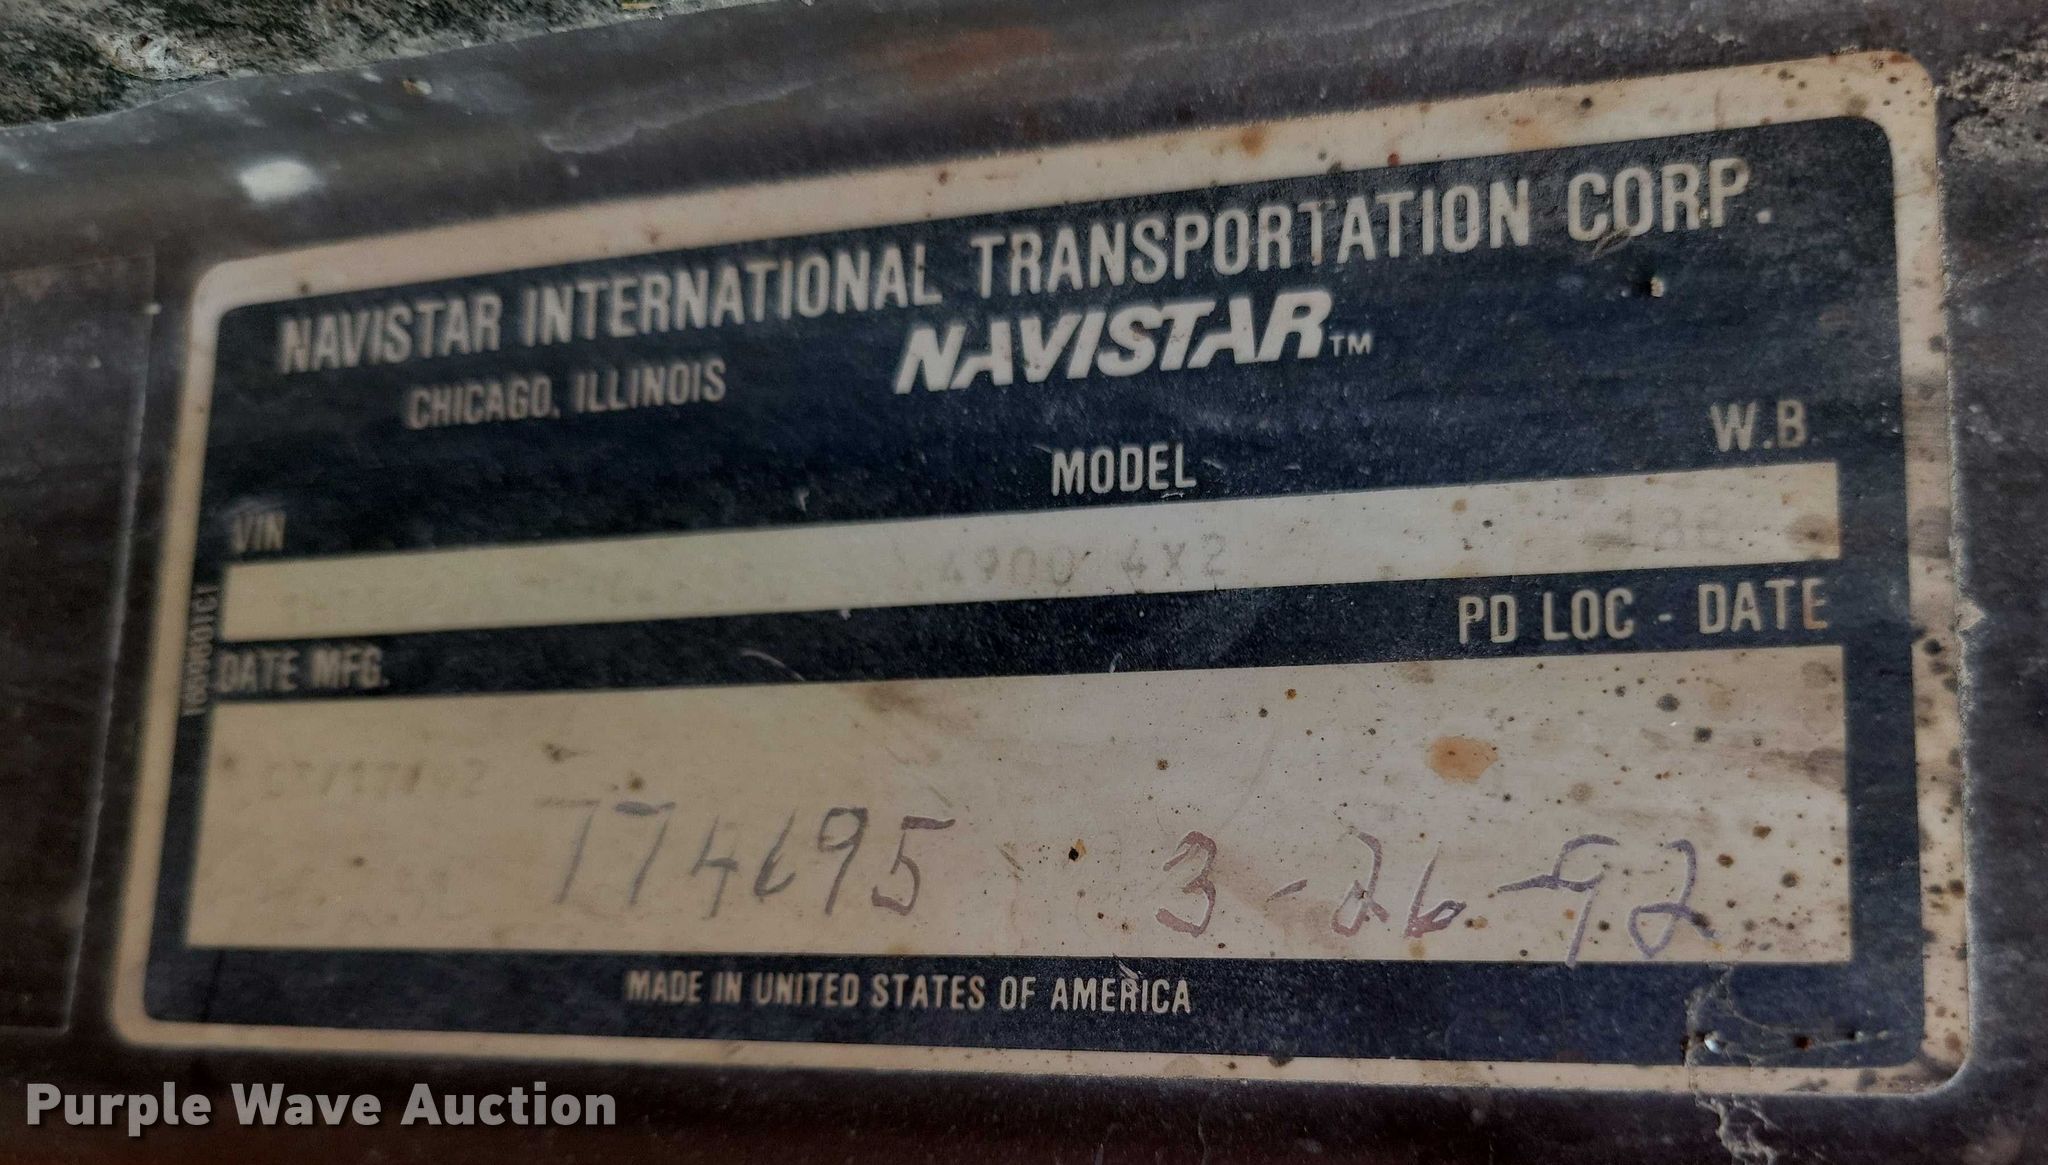 NAVISTAR INTERNATIONAL TRANSPORTATION CORP.
CHICAGO, ILLINOIS NAVISTAR™
VIN MODEL W.B.
4900 4X2
DATE MFG. PD LOC - DATE
774695 3-26-92
MADE IN UNITED STATES OF AMERICA
Purple Wave Auction